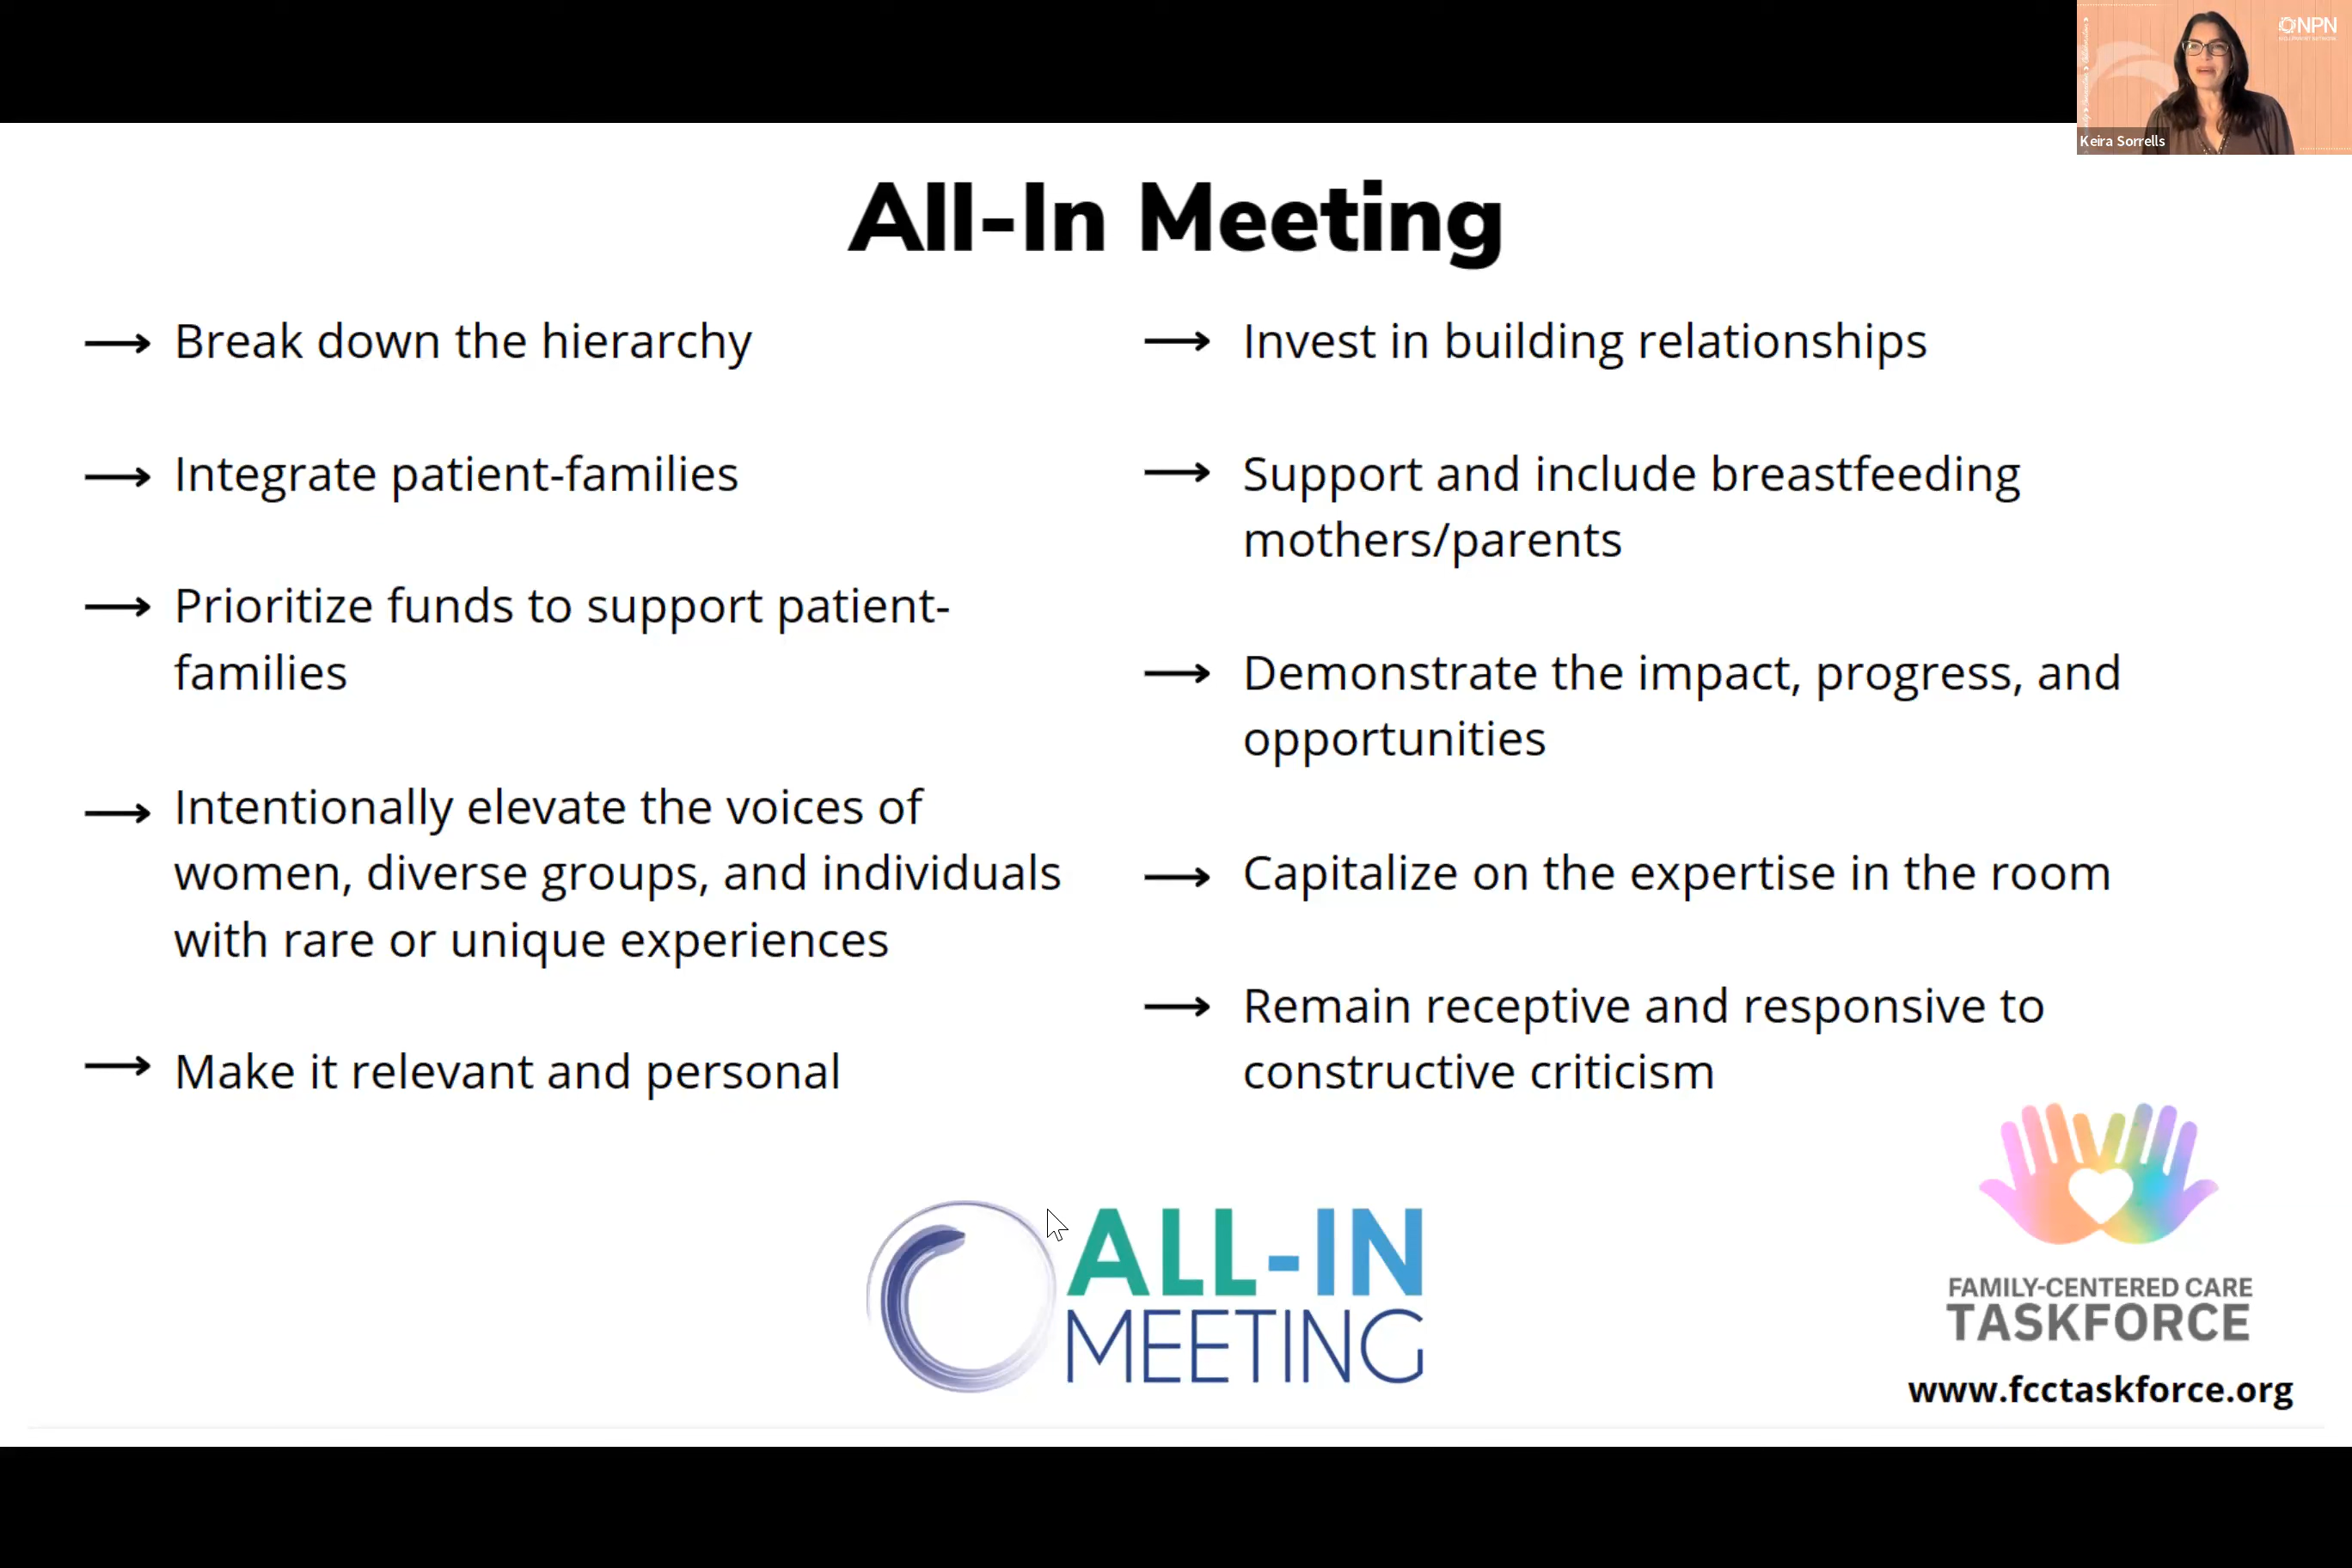 NPN
Keira Sorrells
All-In Meeting
Break down the hierarchy
Integrate patient-families
Prioritize funds to support patient-
families
Intentionally elevate the voices of
women, diverse groups, and individuals
with rare or unique experiences
Make it relevant and personal
Invest in building relationships
Support and include breastfeeding
mothers/parents
Demonstrate the impact, progress, and
opportunities
Capitalize on the expertise in the room
Remain receptive and responsive to
constructive criticism
ALL-IN
MEETING
FAMILY-CENTERED CARE
TASKFORCE
www.fcctaskforce.org